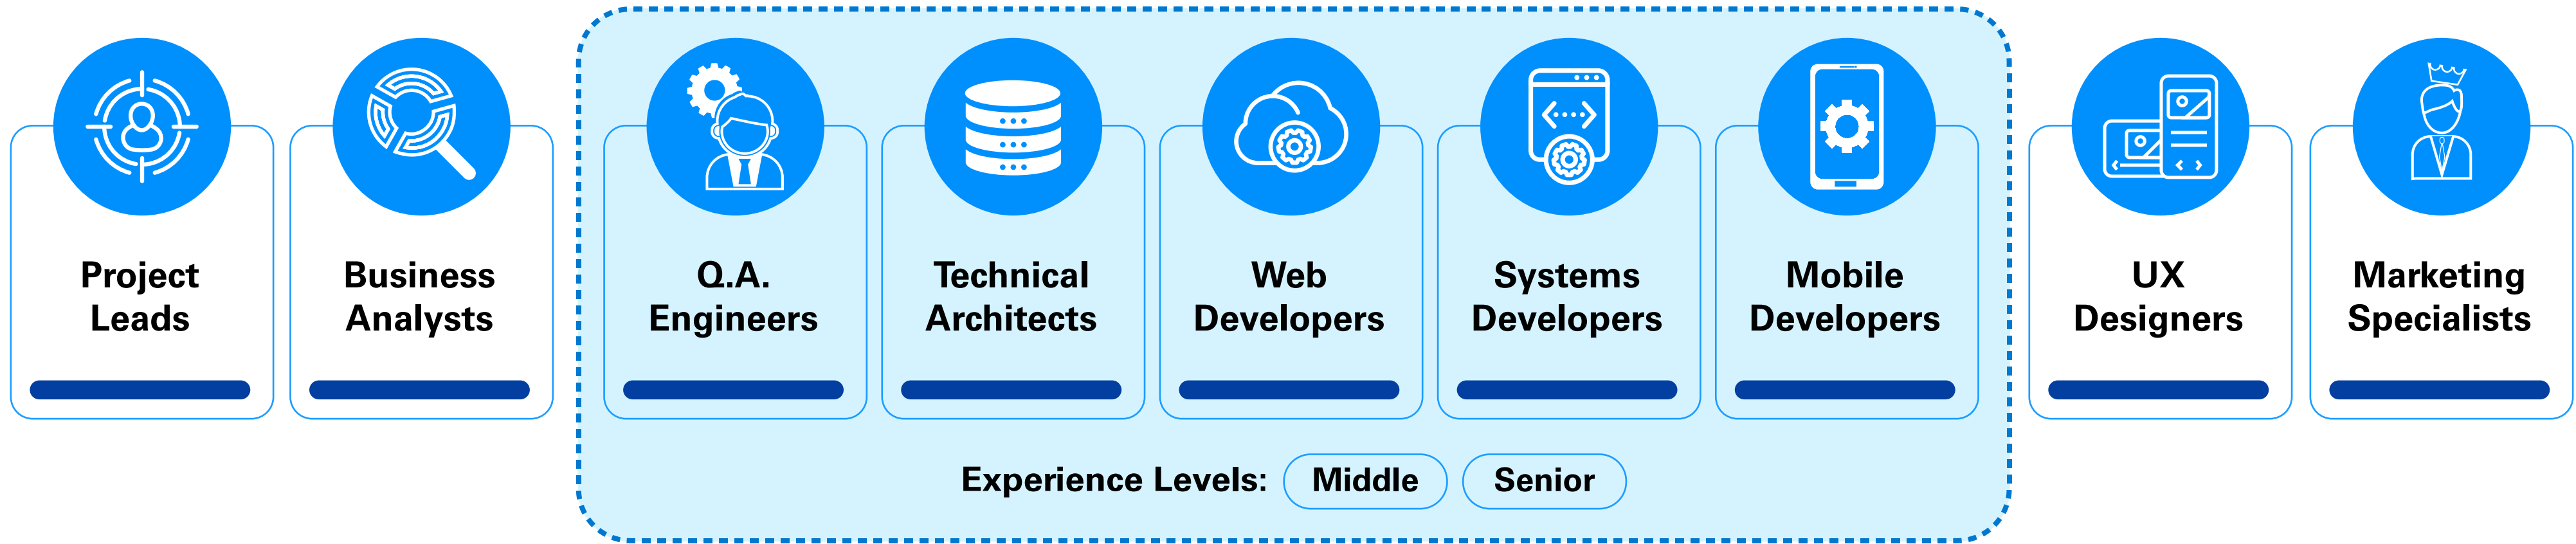 Project
Leads
Business
Analysts
Q.A.
Engineers
Technical
Architects
Web
Developers
Systems
Developers
Mobile
Developers
UX
Designers
Marketing
Specialists
Experience Levels: Middle Senior